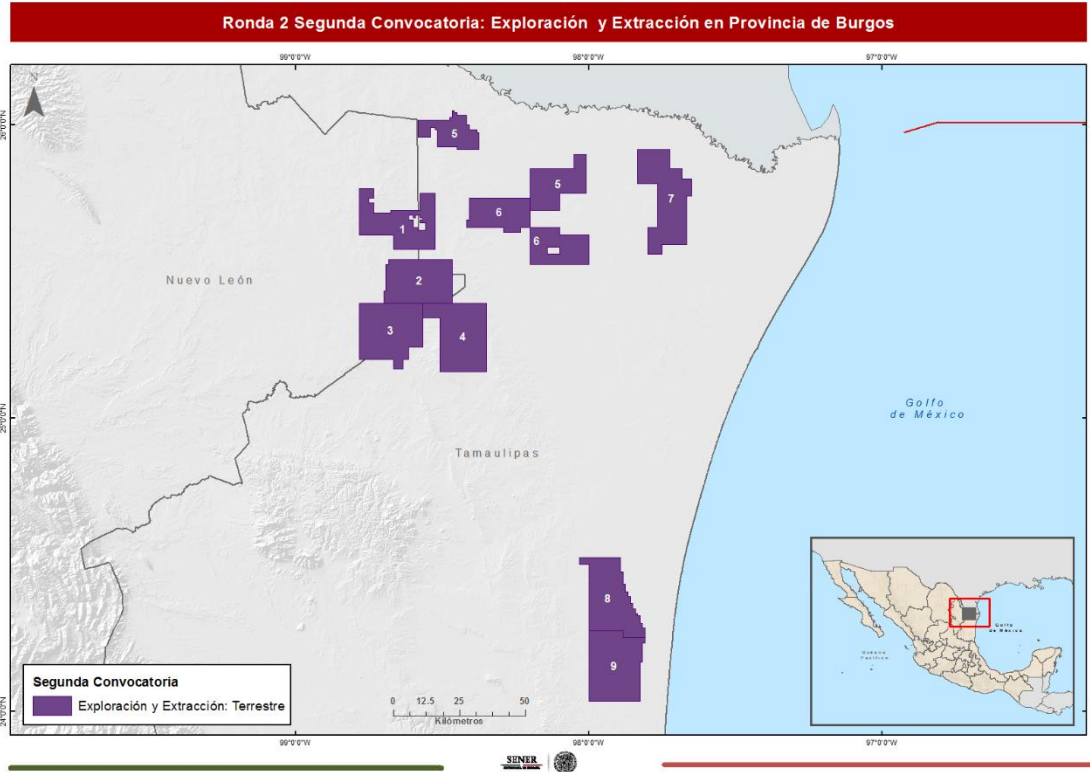 Ronda 2 Segunda Convocatoria: Exploración y Extracción en Provincia de Burgos
99°0'0"W 98°0'0"W 97°0'0"W
N
26°0'0"N
5
5
7
6
1
6
Nuevo León
2
3
4
25°0'0"N
Golfo
de México
Tamaulipas
8
9
Golfo
de México
Océano
Pacífico
Segunda Convocatoria
Exploración y Extracción: Terrestre
0 12.5 25 50
Kilómetros
24°0'0"N
99°0'0"W 98°0'0"W 97°0'0"W
SENER